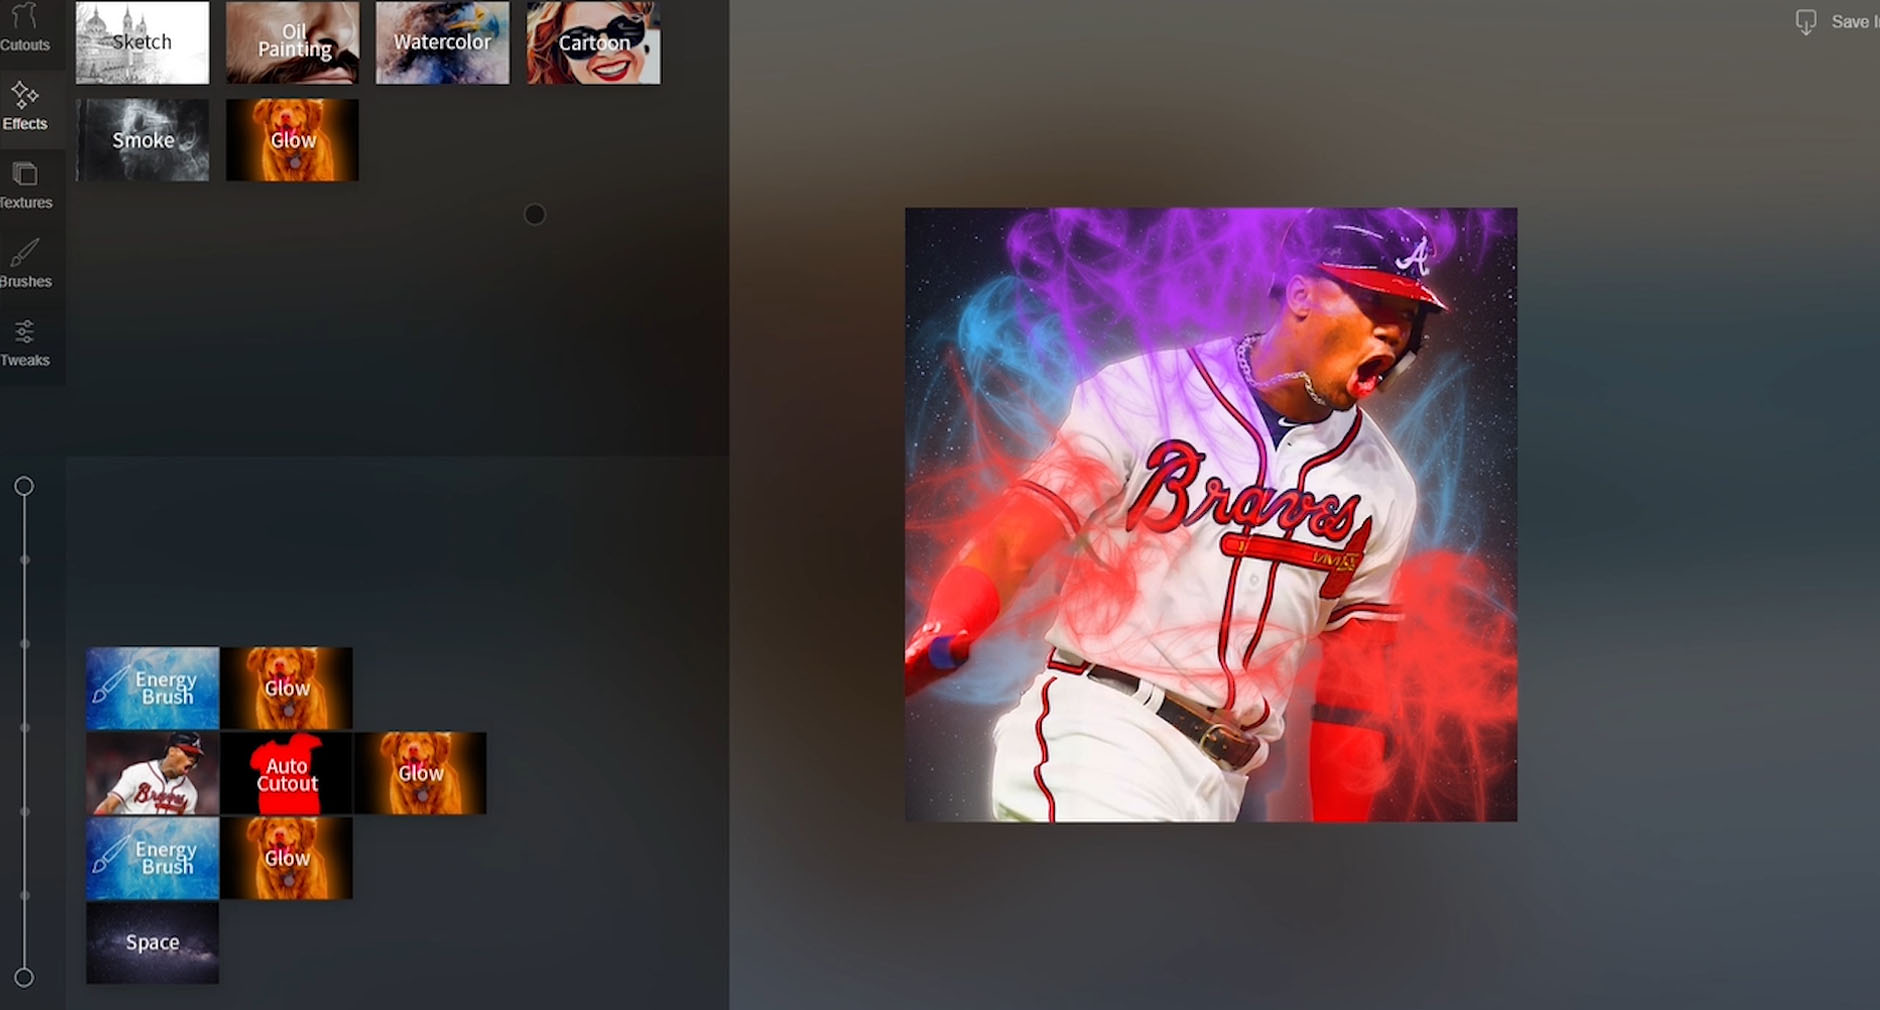 Cutouts
Effects
Textures
Brushes
Tweaks
Sketch
Oil
Painting
Watercolor
Cartoon
Smoke
Glow
Save
A
Braves
Energy
Brush
Glow
Braves
Auto
Cutout
Glow
Energy
Brush
Glow
Space